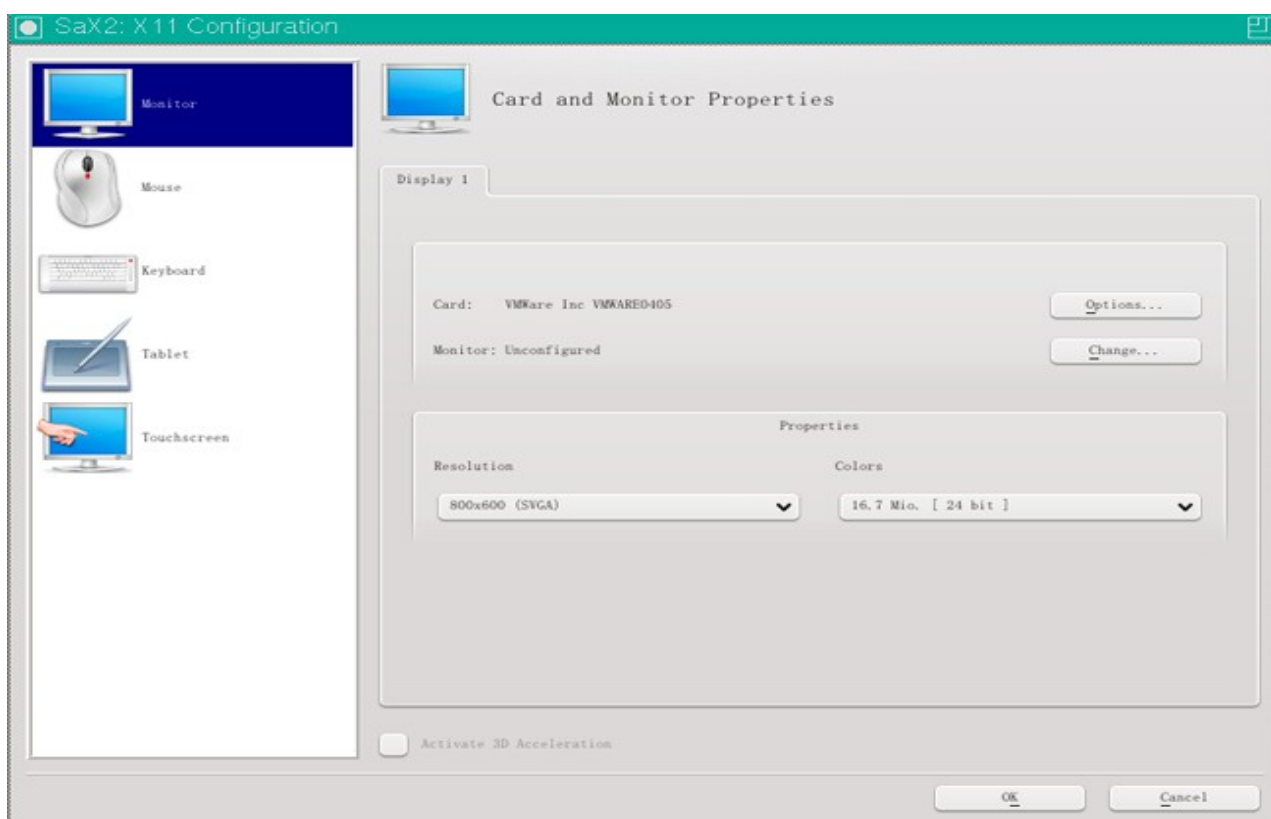 SaX2: X11 Configuration
Monitor
Mouse
Keyboard
Tablet
Touchscreen
Card and Monitor Properties
Display 1
Card: VMWare Inc VMWARE0405
Options...
Monitor: Unconfigured
Change...
Properties
Resolution
Colors
800x600 (SVGA)
16.7 Mio. [ 24 bit ]
Activate 3D Acceleration
OK
Cancel